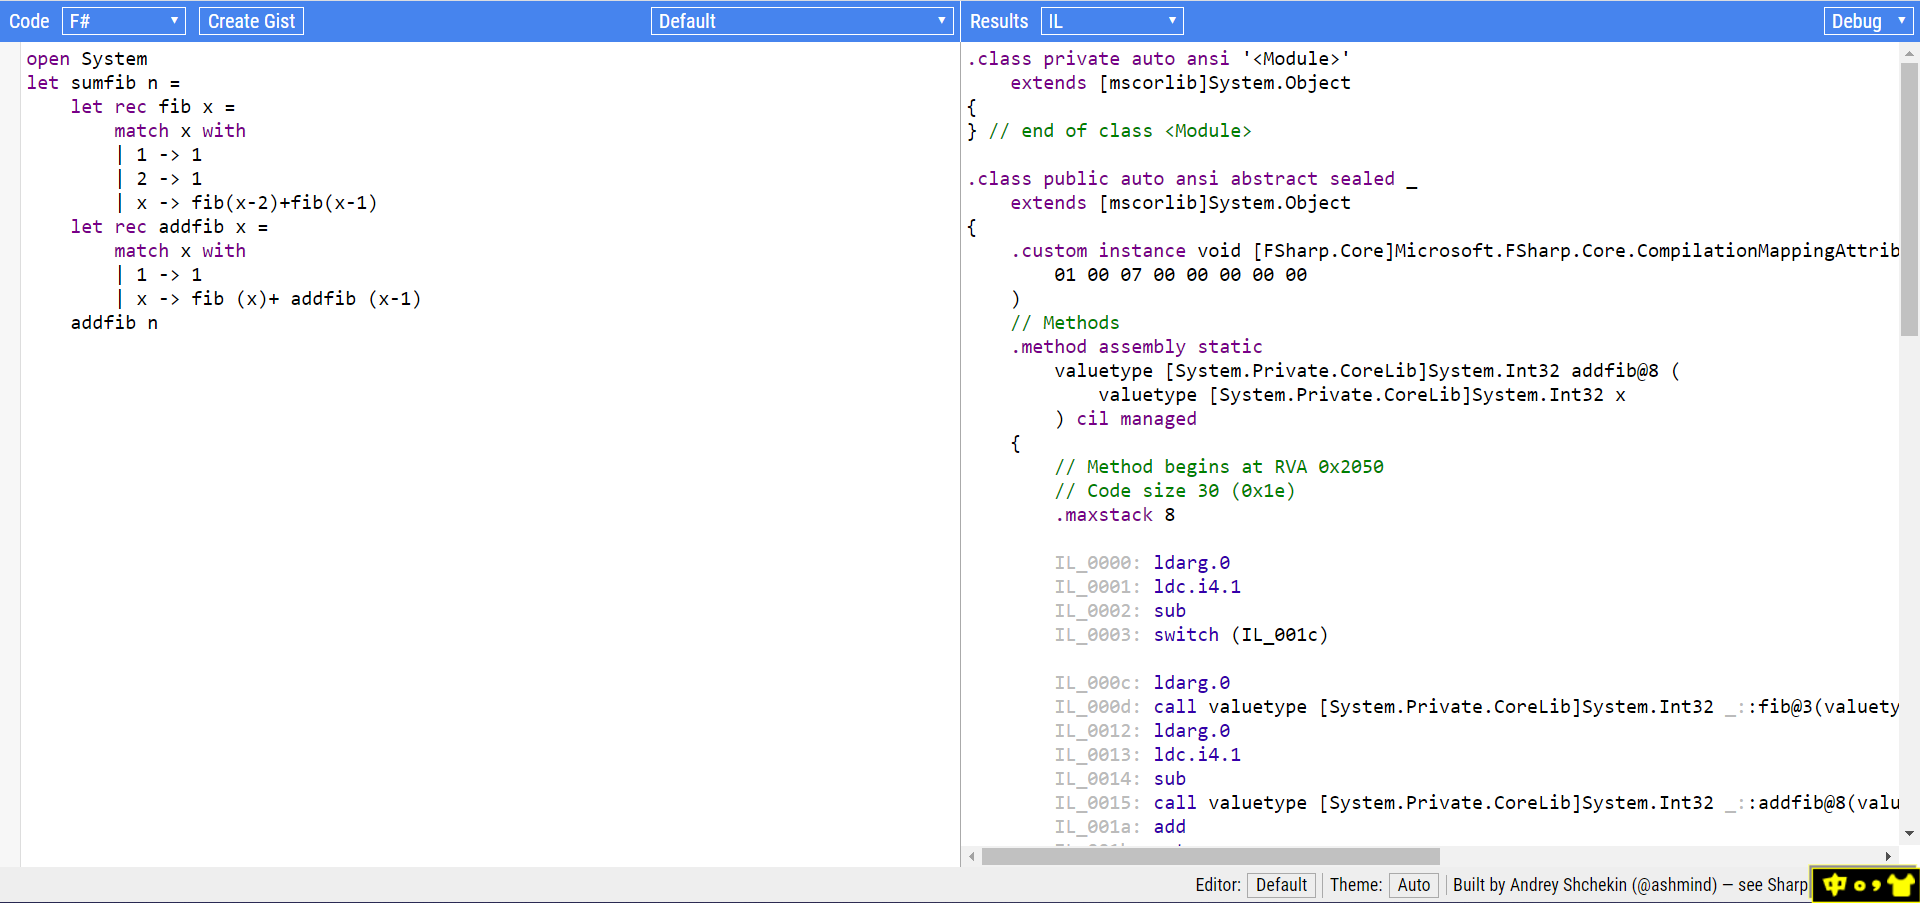 Code F# Create Gist Default
open System
let sumfib n =
    let rec fib x =
        match x with
        | 1 -> 1
        | 2 -> 1
        | x -> fib(x-2)+fib(x-1)
    let rec addfib x =
        match x with
        | 1 -> 1
        | x -> fib (x)+ addfib (x-1)
    addfib n
Results IL Debug
.class private auto ansi '<Module>'
    extends [mscorlib]System.Object
{
} // end of class <Module>
.class public auto ansi abstract sealed _
    extends [mscorlib]System.Object
{
    .custom instance void [FSharp.Core]Microsoft.FSharp.Core.CompilationMappingAttrib
        01 00 07 00 00 00 00 00
    )
    // Methods
    .method assembly static
        valuetype [System.Private.CoreLib]System.Int32 addfib@8 (
            valuetype [System.Private.CoreLib]System.Int32 x
        ) cil managed
    {
        // Method begins at RVA 0x2050
        // Code size 30 (0x1e)
        .maxstack 8
        IL_0000: ldarg.0
        IL_0001: ldc.i4.1
        IL_0002: sub
        IL_0003: switch (IL_001c)
        IL_000c: ldarg.0
        IL_000d: call valuetype [System.Private.CoreLib]System.Int32 _::fib@3(valuety
        IL_0012: ldarg.0
        IL_0013: ldc.i4.1
        IL_0014: sub
        IL_0015: call valuetype [System.Private.CoreLib]System.Int32 _::addfib@8(valu
        IL_001a: add
Editor: Default Theme: Auto Built by Andrey Shchekin (@ashmind) — see Sharp
中